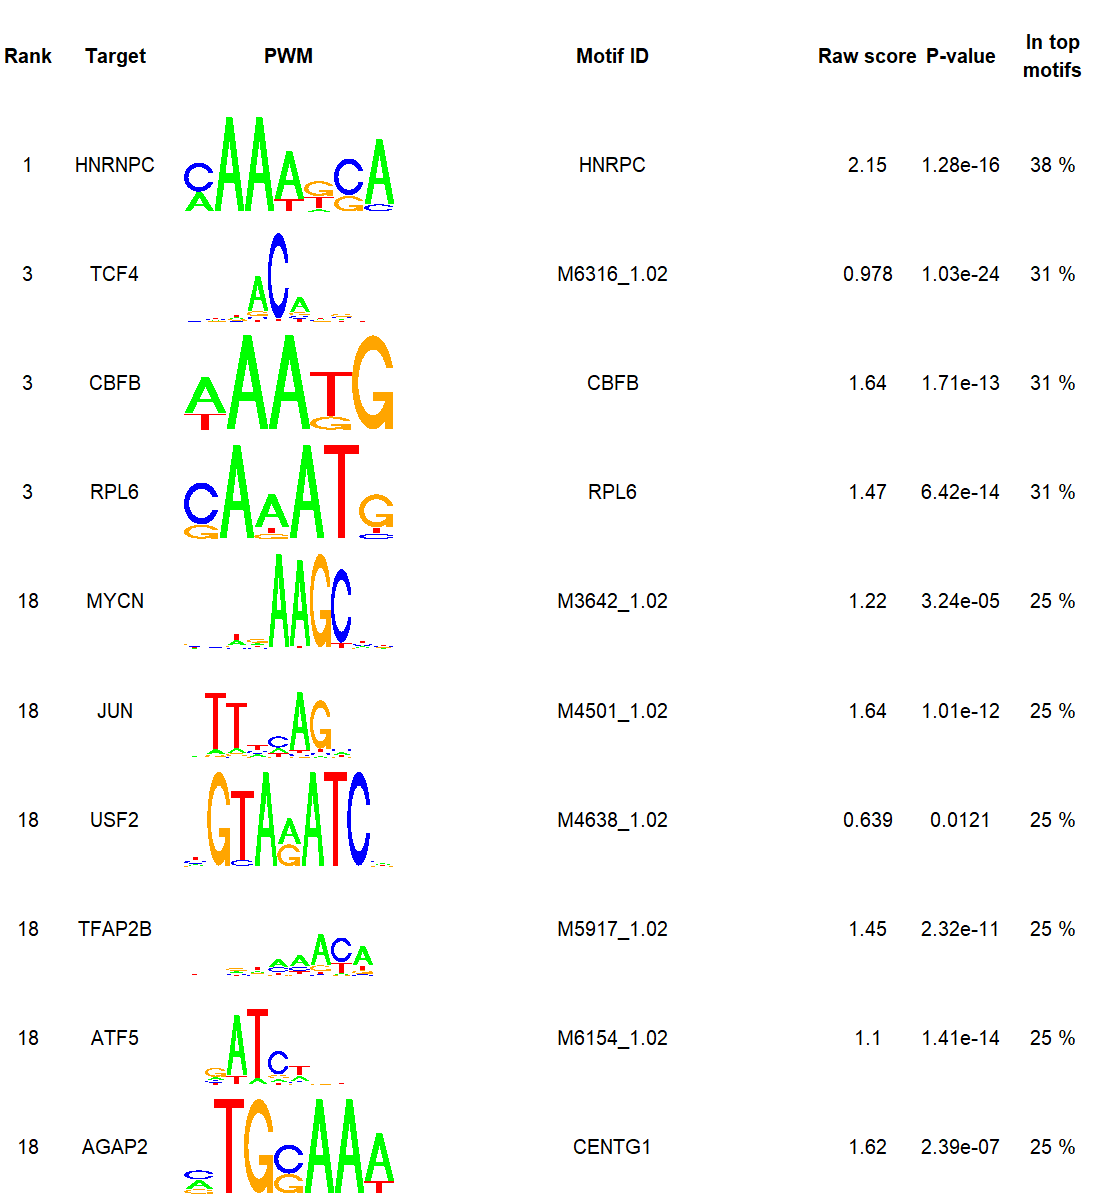 Rank Target PWM Motif ID Raw score P-value In top motifs
1 HNRNPC HNRPC 2.15 1.28e-16 38 %
3 TCF4 M6316_1.02 0.978 1.03e-24 31 %
3 CBFB CBFB 1.64 1.71e-13 31 %
3 RPL6 RPL6 1.47 6.42e-14 31 %
18 MYCN M3642_1.02 1.22 3.24e-05 25 %
18 JUN M4501_1.02 1.64 1.01e-12 25 %
18 USF2 M4638_1.02 0.639 0.0121 25 %
18 TFAP2B M5917_1.02 1.45 2.32e-11 25 %
18 ATF5 M6154_1.02 1.1 1.41e-14 25 %
18 AGAP2 CENTG1 1.62 2.39e-07 25 %